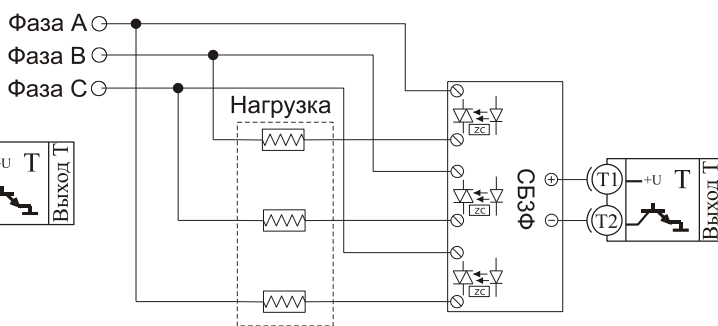 Фаза А
Фаза В
Фаза С
Нагрузка
ZC
ZC
ZC
СБ3Ф
+
−
T1
T2
+U T
Выход Т
U T
Выход Т